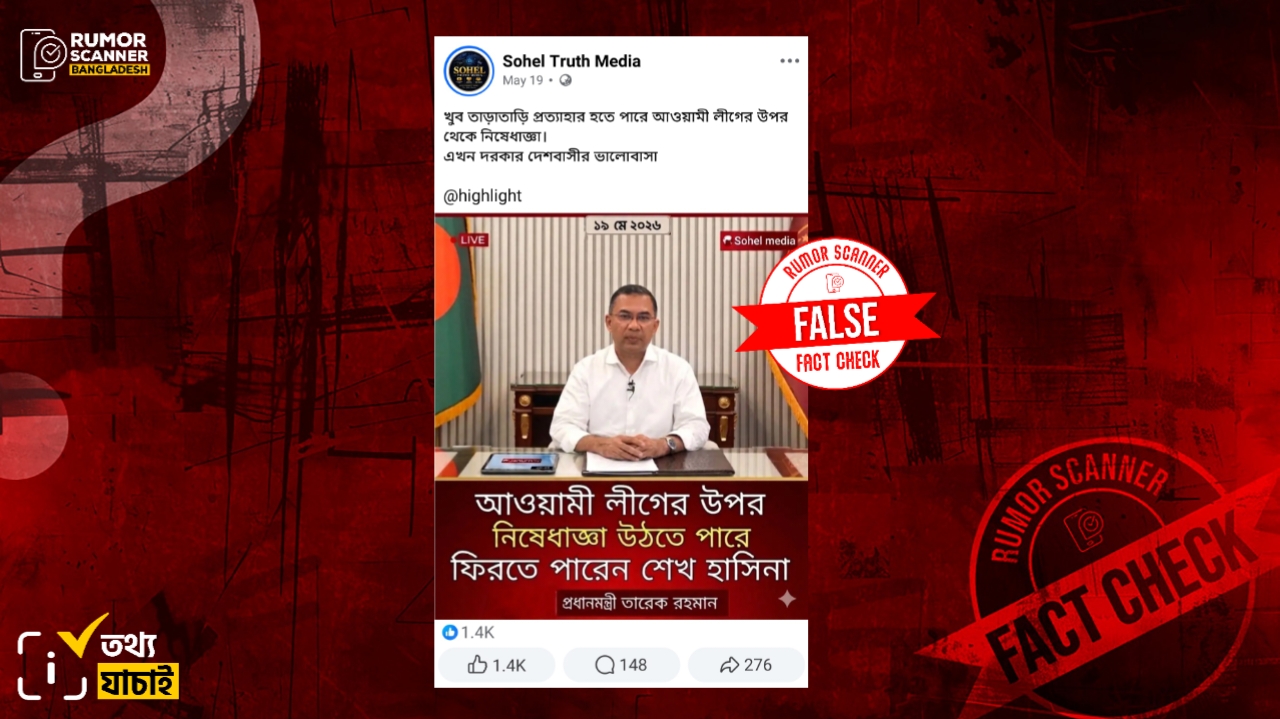 RUMOR
SCANNER
BANGLADESH
Sohel Truth Media
May 19
খুব তাড়াতাড়ি প্রত্যাহার হতে পারে আওয়ামী লীগের উপর
থেকে নিষেধাজ্ঞা।
এখন দরকার দেশবাসীর ভালোবাসা
@highlight
১৯ মে ২০২৬
LIVE
Sohel media
SOHEL
RUMOR SCANNER
FALSE
FACT CHECK
আওয়ামী লীগের উপর
নিষেধাজ্ঞা উঠতে পারে
ফিরতে পারেন শেখ হাসিনা
প্রধানমন্ত্রী তারেক রহমান
1.4K
1.4K
148
276
তথ্য
যাচাই
RUMOR SCANNER
FACT CHECK